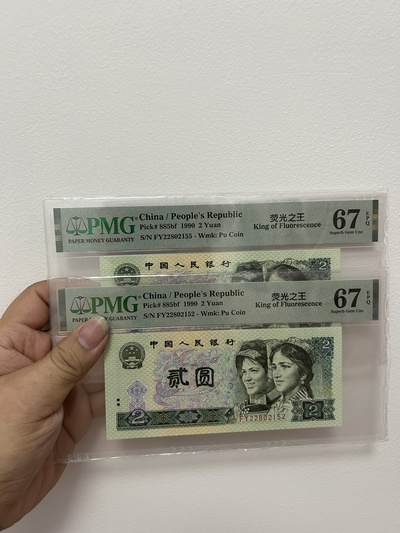 PMG
PAPER MONEY GUARANTY
China / People's Republic
Pick# 885bf 1990 2 Yuan
S/N FY22802155 - Wmk: Pu Coin
荧光之王
King of Fluorescence
67 EPQ
Superb Gem Unc
中国人民银行
2
PMG
PAPER MONEY GUARANTY
China / People's Republic
Pick# 885bf 1990 2 Yuan
S/N FY22802152 - Wmk: Pu Coin
荧光之王
King of Fluorescence
67 EPQ
Superb Gem Unc
中国人民银行
2
贰圆
2
FY22802152
2